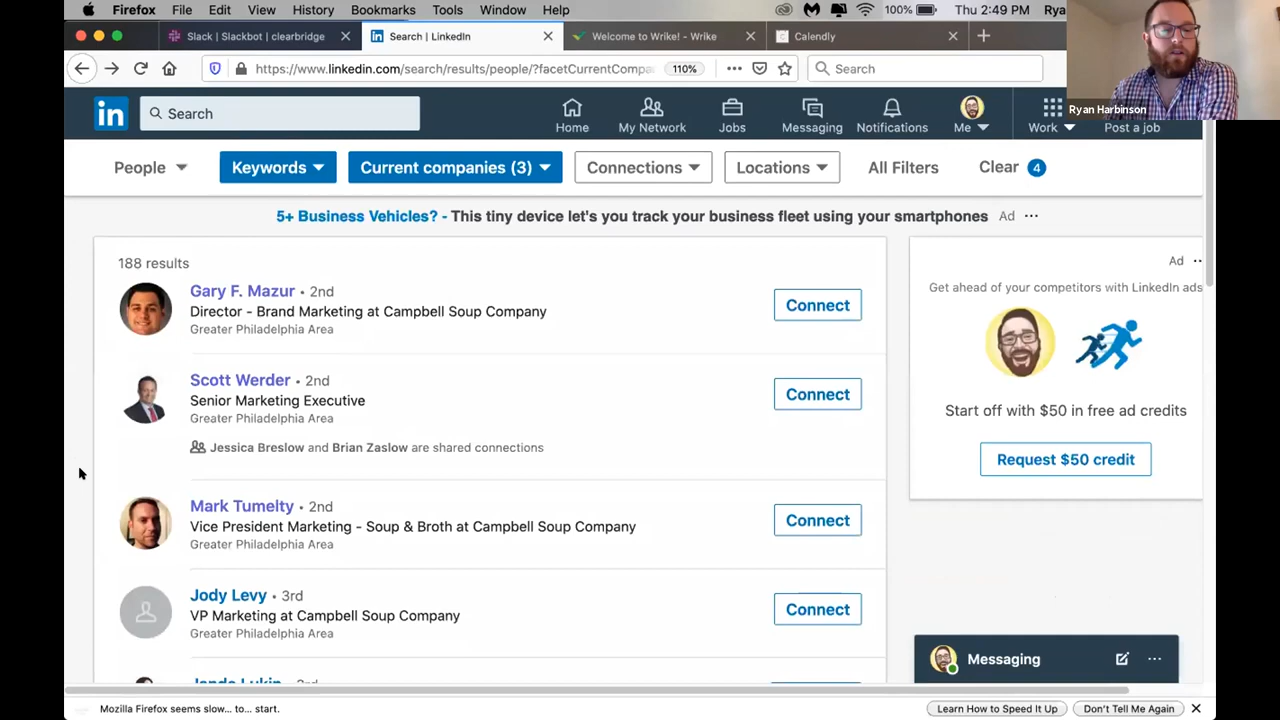 Firefox File Edit View History Bookmarks Tools Window Help 100% Thu 2:49 PM Rya
Slack | Slackbot | clearbridge
Search | LinkedIn
Welcome to Wrike! - Wrike
Calendly
https://www.linkedin.com/search/results/people/?facetCurrentCompa
110%
Search
Ryan Harbinson
in
Search
Home
My Network
Jobs
Messaging
Notifications
Me
Work
Post a job
People
Keywords
Current companies (3)
Connections
Locations
All Filters
Clear 4
5+ Business Vehicles? - This tiny device let's you track your business fleet using your smartphones Ad ...
188 results
Gary F. Mazur • 2nd
Director - Brand Marketing at Campbell Soup Company
Greater Philadelphia Area
Connect
Scott Werder • 2nd
Senior Marketing Executive
Greater Philadelphia Area
Jessica Breslow and Brian Zaslow are shared connections
Connect
Mark Tumelty • 2nd
Vice President Marketing - Soup & Broth at Campbell Soup Company
Greater Philadelphia Area
Connect
Jody Levy • 3rd
VP Marketing at Campbell Soup Company
Greater Philadelphia Area
Connect
Ad
Get ahead of your competitors with LinkedIn ads
Start off with $50 in free ad credits
Request $50 credit
Messaging
Mozilla Firefox seems slow... to... start.
Learn How to Speed It Up
Don't Tell Me Again